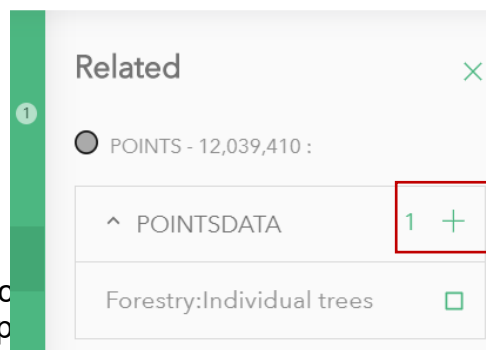 Related
1
POINTS - 12,039,410 :
POINTSDATA 1
Forestry:Individual trees